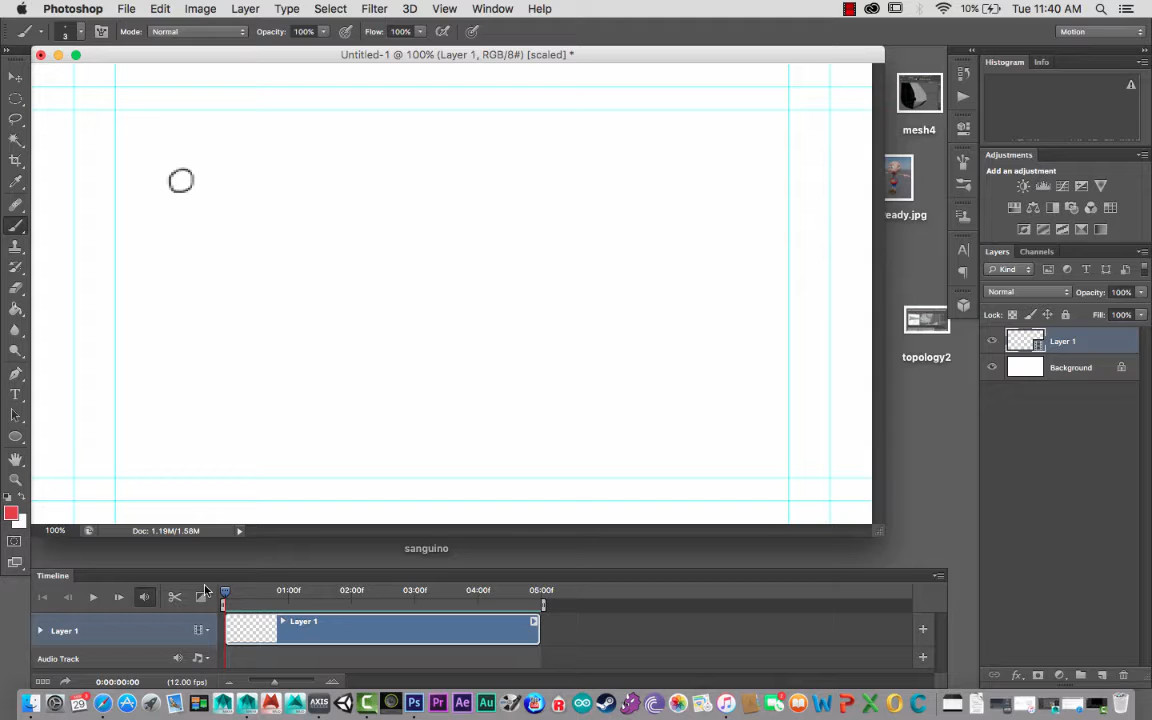 Photoshop File Edit Image Layer Type Select Filter 3D View Window Help 10% Tue 11:40 AM
3 Mode: Normal Opacity: 100% Flow: 100% Motion
Untitled-1 @ 100% (Layer 1, RGB/8#) [scaled] *
Histogram Info
mesh4
Adjustments
Add an adjustment
eady.jpg
Layers Channels
Kind
Normal Opacity: 100%
Lock: Fill: 100%
topology2
Layer 1
Background
100% Doc: 1.19M/1.58M
sanguino
Timeline
01:00f 02:00f 03:00f 04:00f 05:00f
Layer 1
Layer 1
Audio Track
0:00:00:00 (12.00 fps)